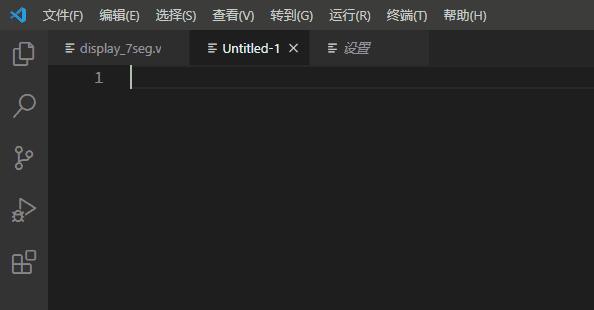 文件(F) 编辑(E) 选择(S) 查看(V) 转到(G) 运行(R) 终端(T) 帮助(H)
display_7seg.v Untitled-1 设置
1